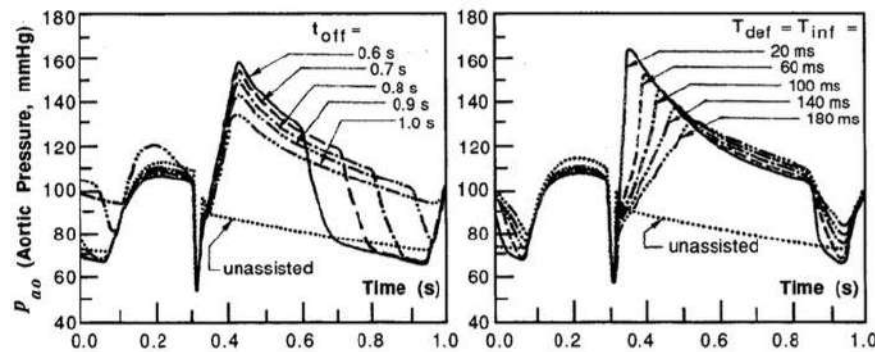 160
140
120
100
80
60
40
p_ao (Aortic Pressure, mmHg)
t_off =
0.6 s
0.7 s
0.8 s
0.9 s
1.0 s
unassisted
Time (s)
0.0 0.2 0.4 0.6 0.8 1.0
180
160
140
120
100
80
60
40
T_def = T_inf =
20 ms
60 ms
100 ms
140 ms
180 ms
unassisted
Time (s)
0.0 0.2 0.4 0.6 0.8 1.0